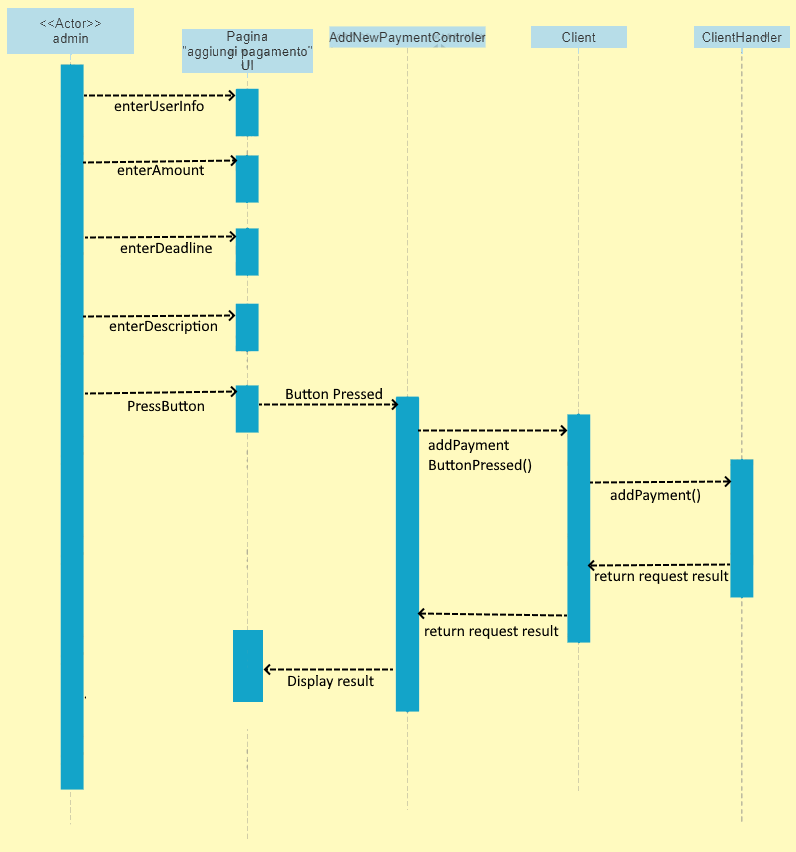 <<Actor>>
admin
Pagina
"aggiungi pagamento"
UI
AddNewPaymentControler
Client
ClientHandler
enterUserInfo
enterAmount
enterDeadline
enterDescription
PressButton
Button Pressed
addPayment
ButtonPressed()
addPayment()
return request result
return request result
Display result